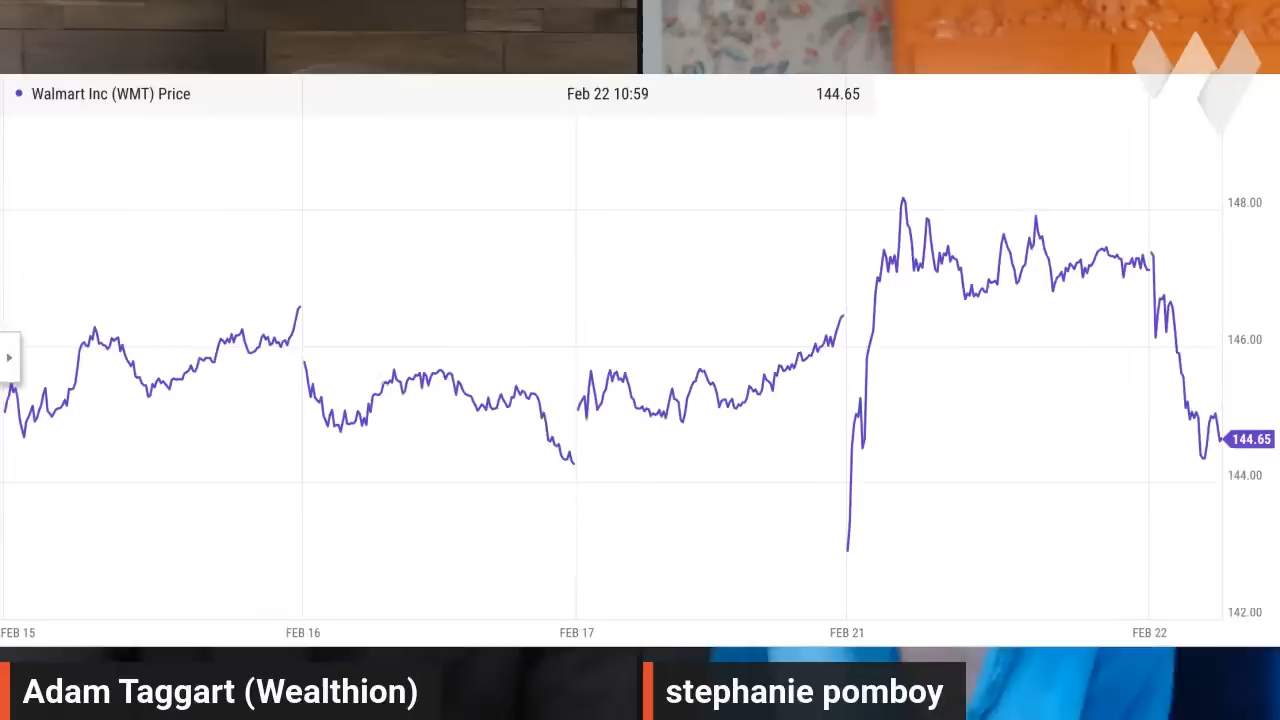 Walmart Inc (WMT) Price Feb 22 10:59 144.65
148.00
146.00
144.65
144.00
142.00
FEB 15 FEB 16 FEB 17 FEB 21 FEB 22
Adam Taggart (Wealthion) stephanie pomboy